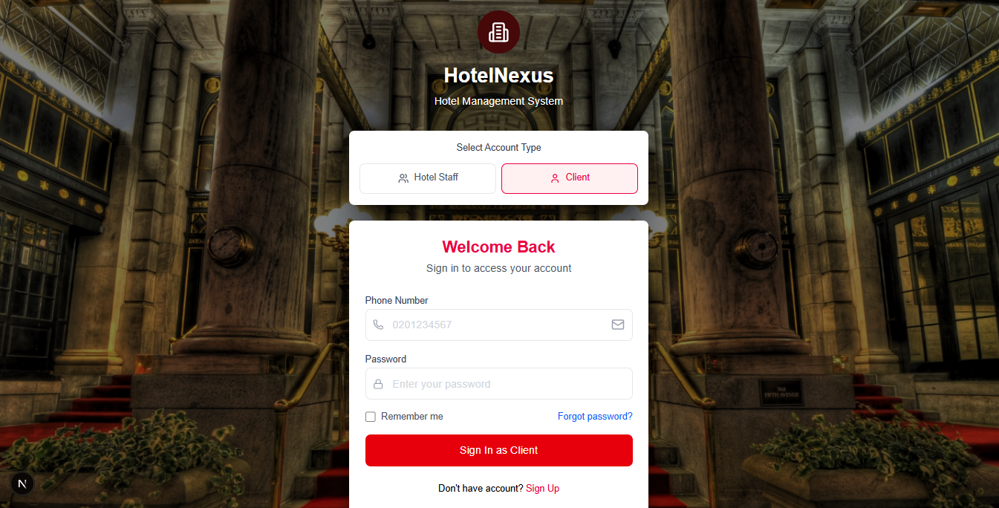 HotelNexus
Hotel Management System
Select Account Type
Hotel Staff
Client
Welcome Back
Sign in to access your account
Phone Number
0201234567
Password
Enter your password
Remember me
Forgot password?
Sign In as Client
Don't have account? Sign Up
N
FIFTH AVENUE